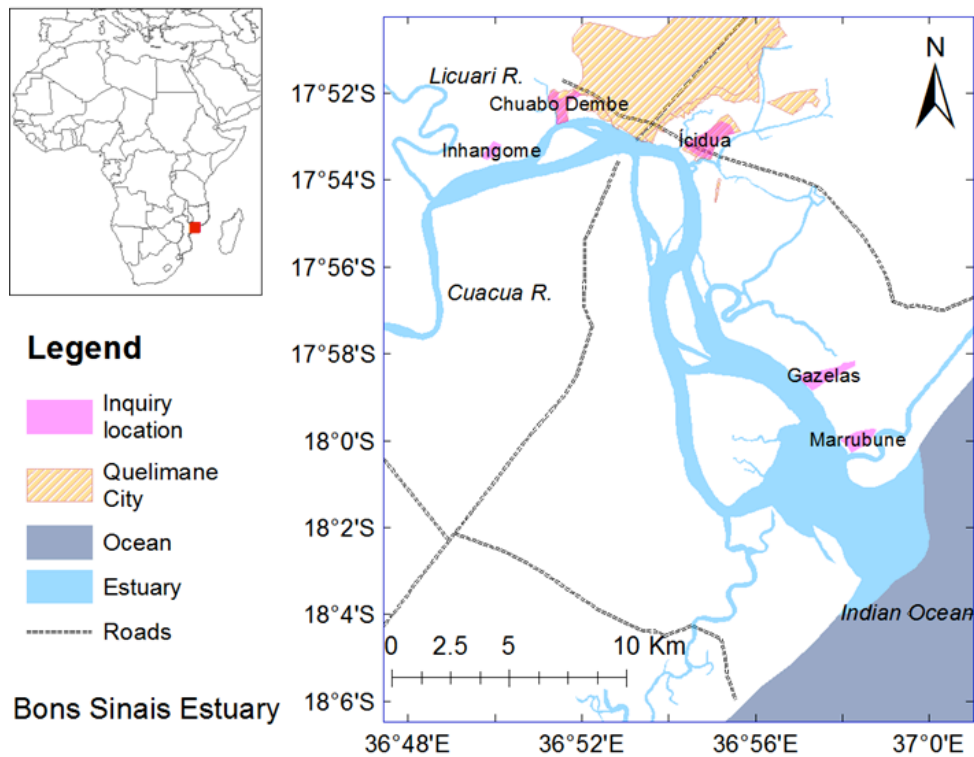 Legend
Inquiry
location
Quelimane
City
Ocean
Estuary
Roads
Bons Sinais Estuary
N
Licuari R.
Chuabo Dembe
Ícidua
Inhangome
Cuacua R.
Gazelas
Marrubune
Indian Ocean
0 2.5 5 10 Km
17°52'S
17°54'S
17°56'S
17°58'S
18°0'S
18°2'S
18°4'S
18°6'S
36°48'E 36°52'E 36°56'E 37°0'E